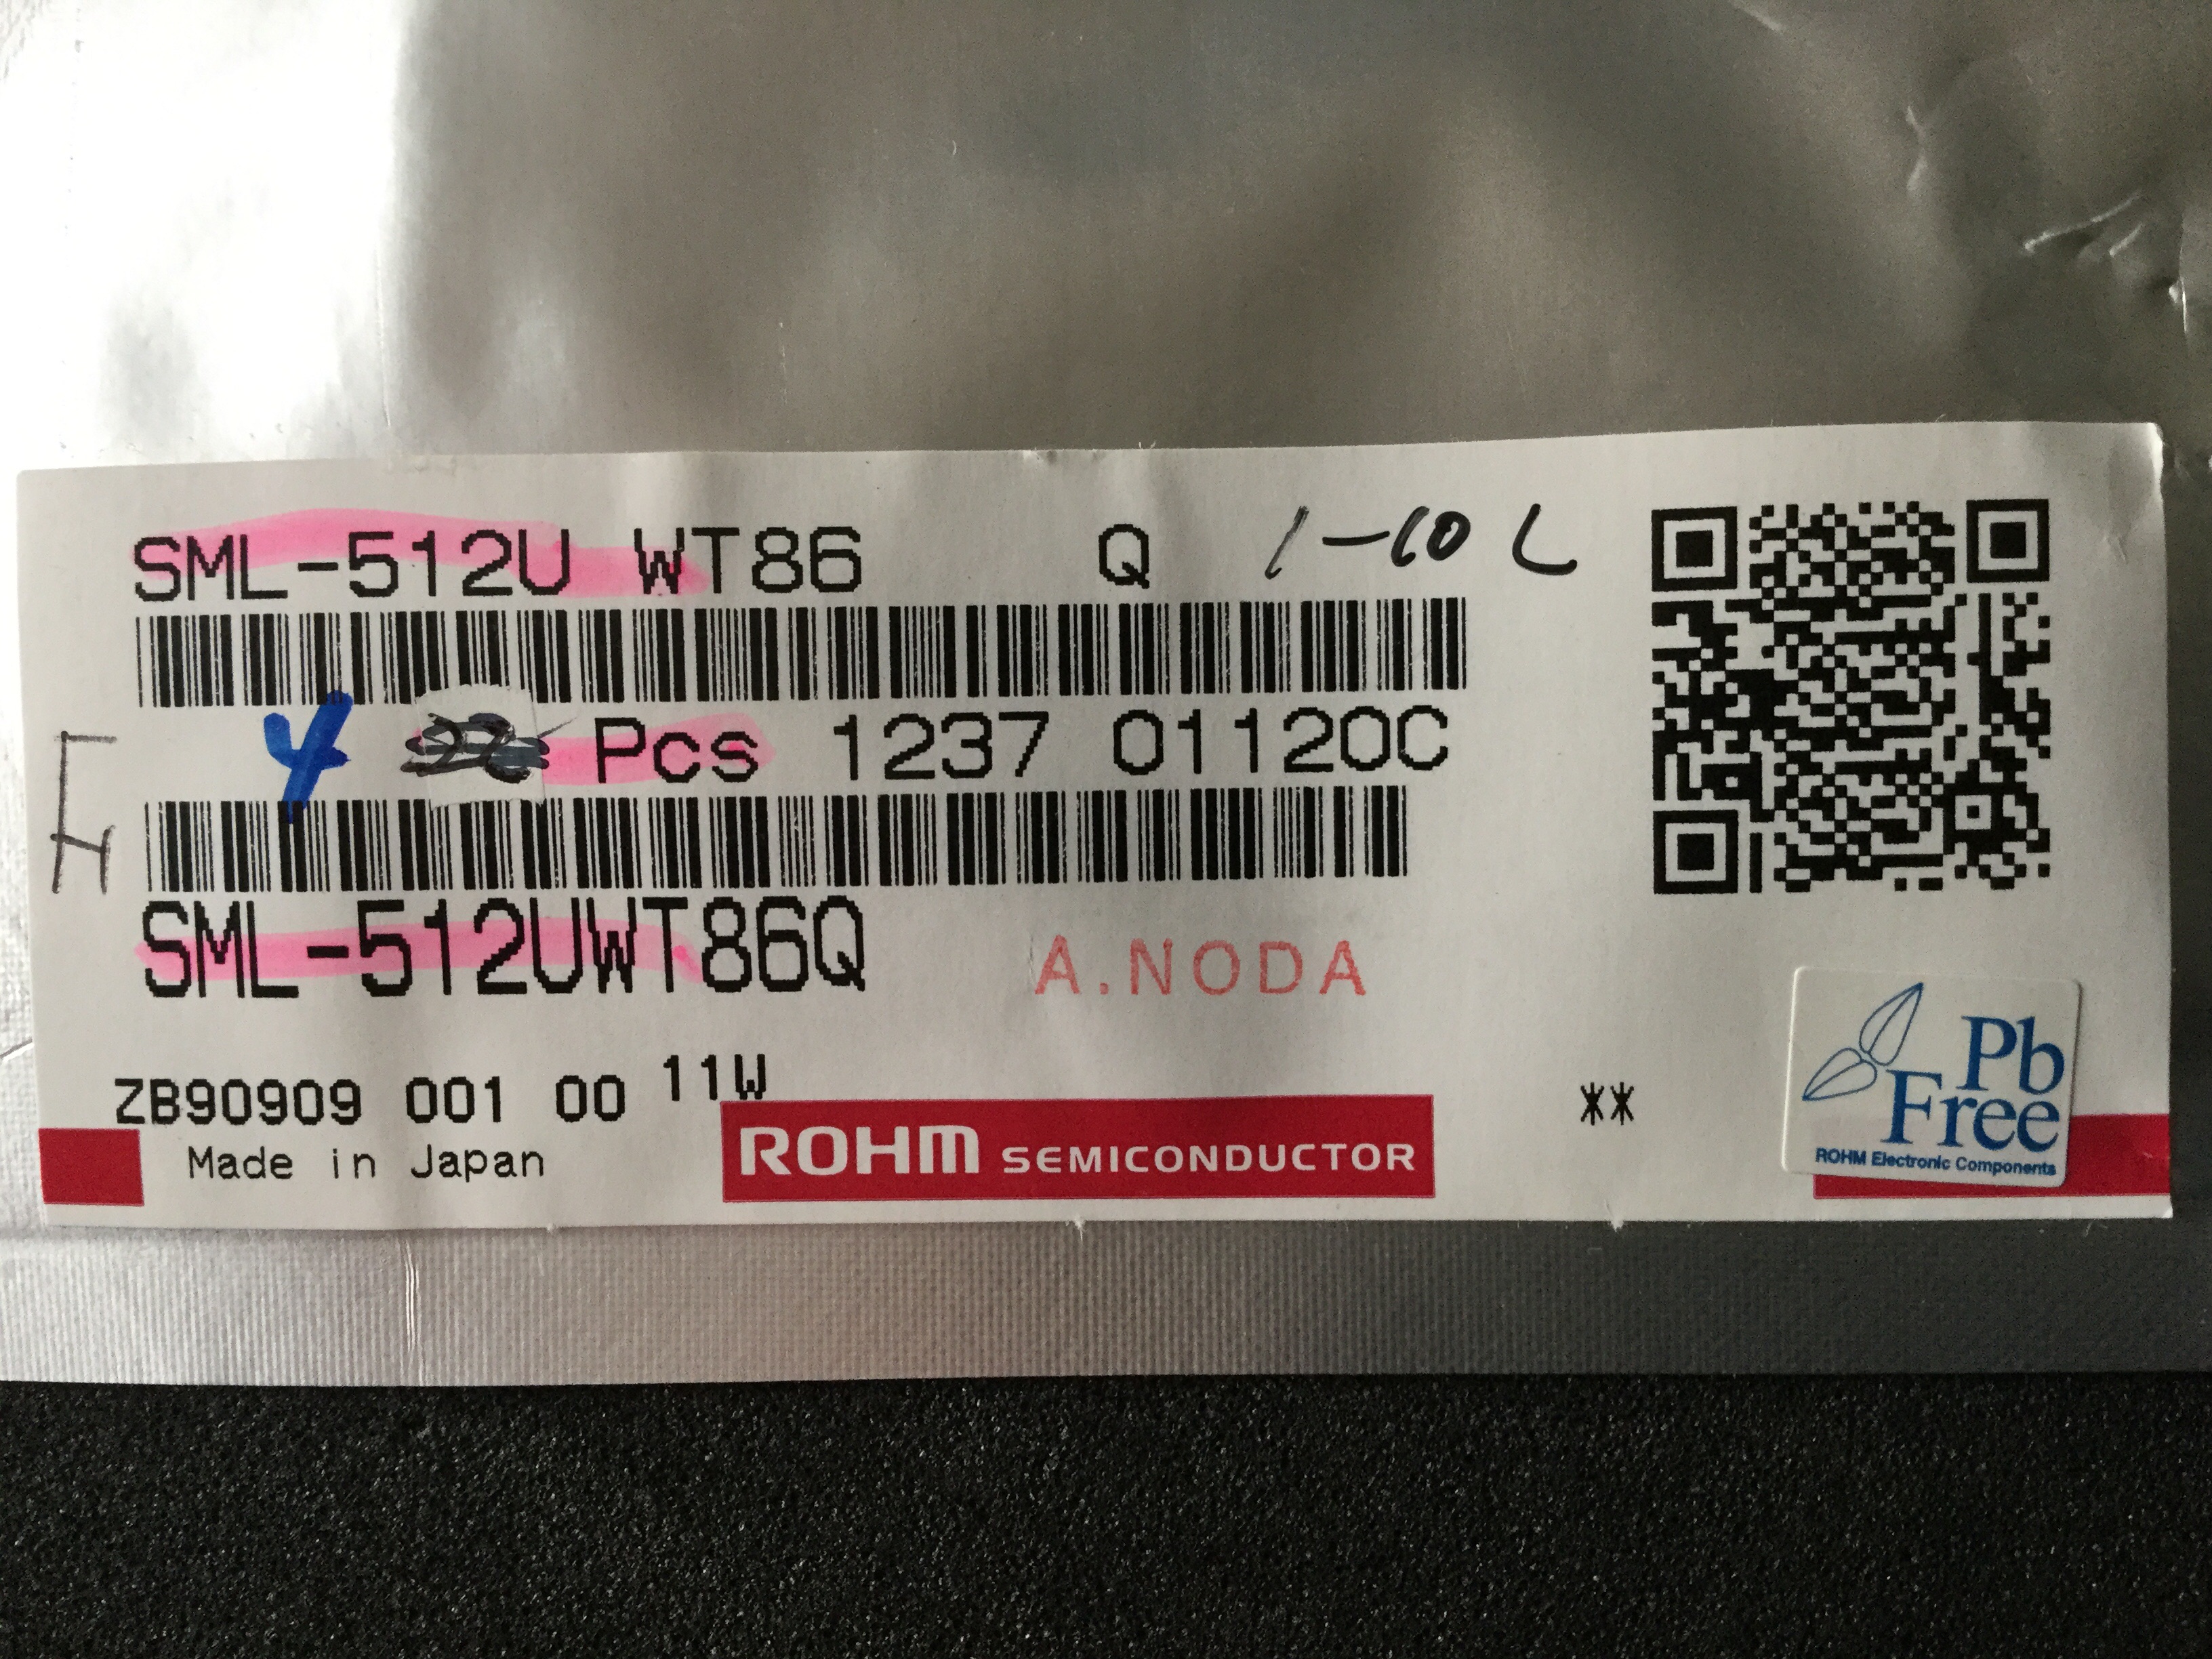 SML-512U WT86 Q 1-10 L
4 Pcs 1237 01120C
SML-512UWT86Q
A.NODA
ZB90909 001 00 11W
Made in Japan
ROHM SEMICONDUCTOR
**
Pb
Free
ROHM Electronic Components